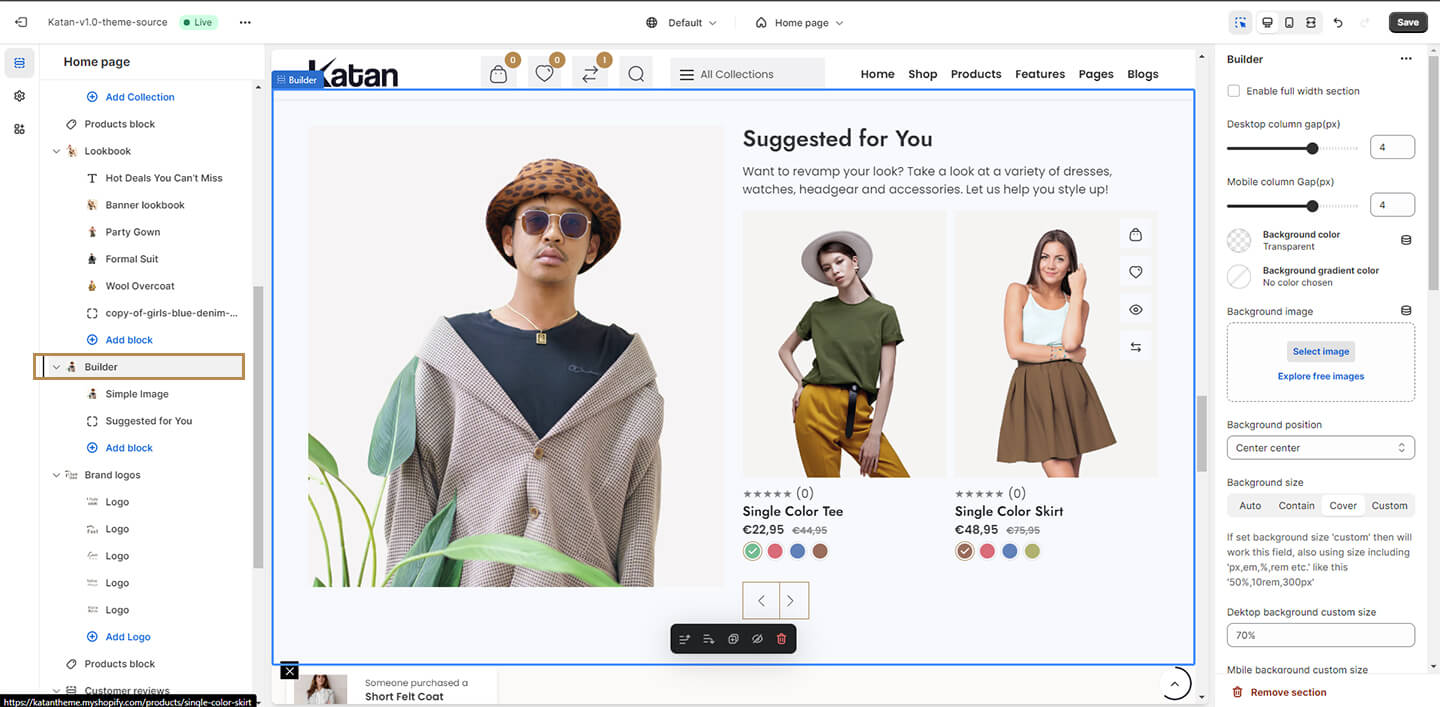 Katan-v1.0-theme-source
Live
Default
Home page
Save
Home page
Add Collection
Products block
Lookbook
Hot Deals You Can't Miss
Banner lookbook
Party Gown
Formal Suit
Wool Overcoat
copy-of-girls-blue-denim-...
Add block
Builder
Simple Image
Suggested for You
Add block
Brand logos
Logo
Logo
Logo
Logo
Logo
Add Logo
Products block
Customer reviews
https://katantheme.myshopify.com/products/single-color-skirt
Builder
Katan
0
0
1
All Collections
Home
Shop
Products
Features
Pages
Blogs
Suggested for You
Want to revamp your look? Take a look at a variety of dresses,
watches, headgear and accessories. Let us help you style up!
★★★★★ (0)
Single Color Tee
€22,95 €44,95
★★★★★ (0)
Single Color Skirt
€48,95 €75,95
Someone purchased a
Short Felt Coat
Builder
Enable full width section
Desktop column gap(px)
4
Mobile column Gap(px)
4
Background color
Transparent
Background gradient color
No color chosen
Background image
Select image
Explore free images
Background position
Center center
Background size
Auto
Contain
Cover
Custom
If set background size 'custom' then will
work this field, also using size including
'px,em,%,rem etc.' like this
'50%,10rem,300px'
Dektop background custom size
70%
Mbile background custom size
Remove section